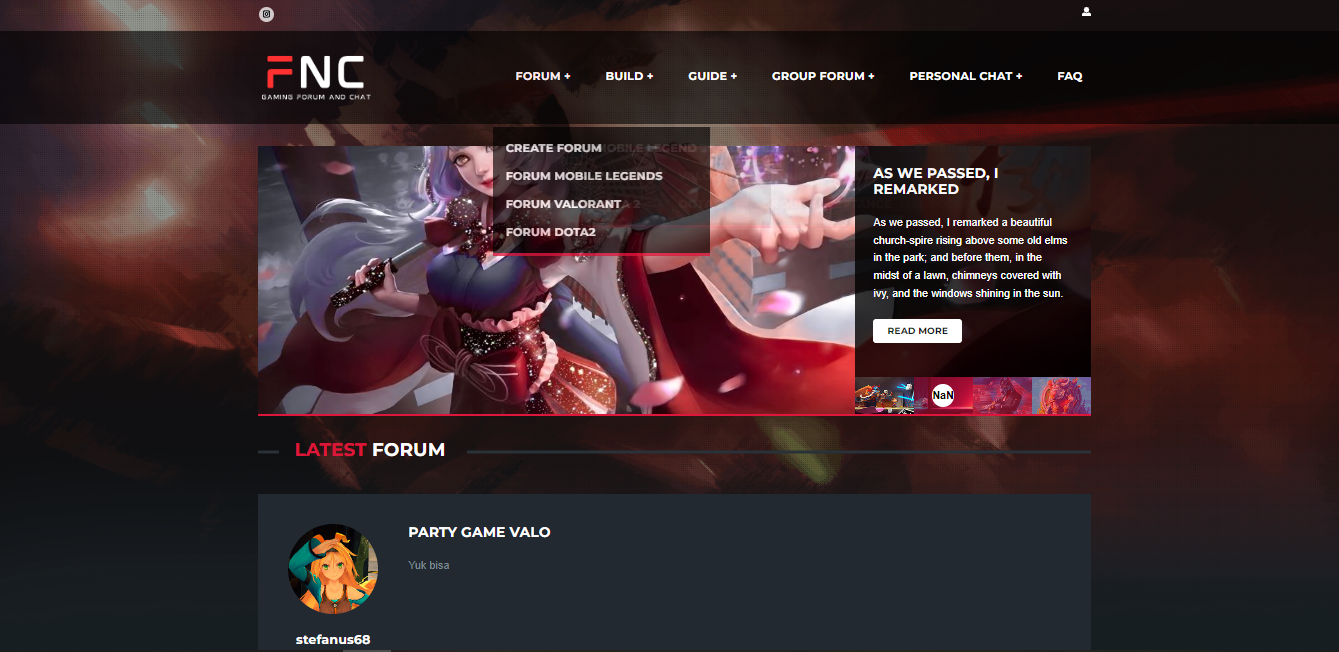 FNC
GAMING FORUM AND CHAT
FORUM +
BUILD +
GUIDE +
GROUP FORUM +
PERSONAL CHAT +
FAQ
CREATE FORUM
FORUM MOBILE LEGENDS
FORUM VALORANT
FORUM DOTA2
AS WE PASSED, I
REMARKED
As we passed, I remarked a beautiful
church-spire rising above some old elms
in the park; and before them, in the
midst of a lawn, chimneys covered with
ivy, and the windows shining in the sun.
READ MORE
NaN
LATEST FORUM
PARTY GAME VALO
Yuk bisa
stefanus68